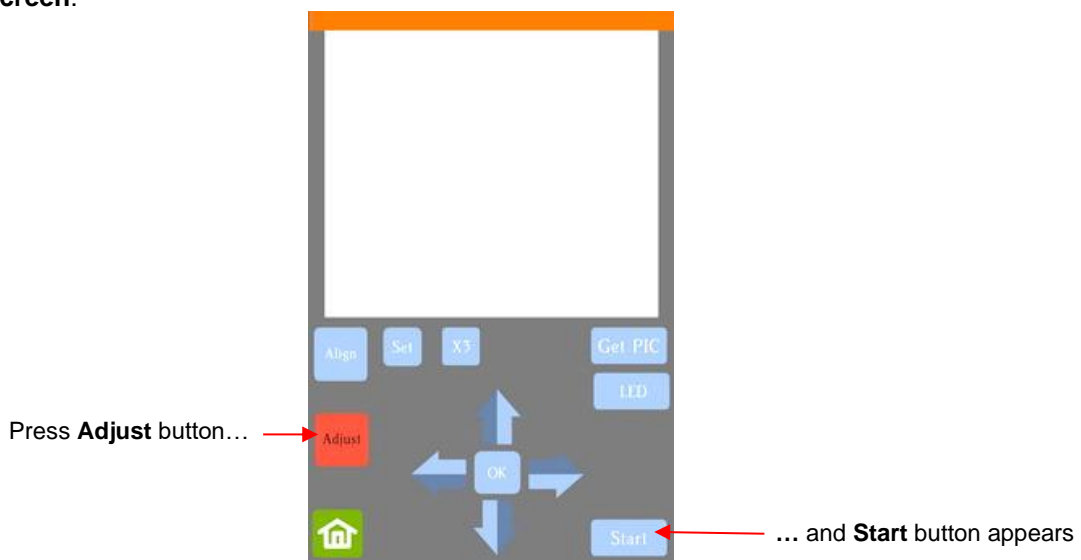 creen.
Align
Set
X3
Get PIC
LED
Press Adjust button…
Adjust
OK
Start
… and Start button appears